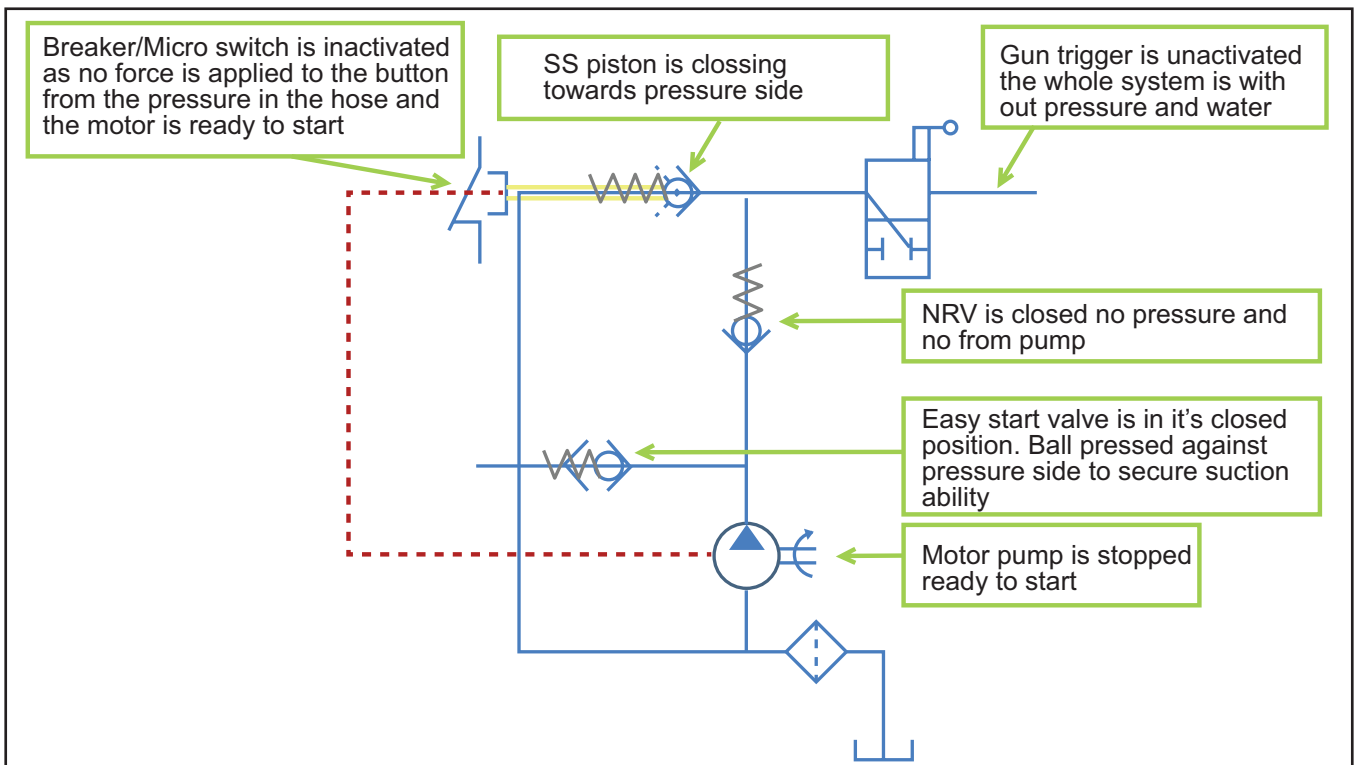 Breaker/Micro switch is inactivated
as no force is applied to the button
from the pressure in the hose and
the motor is ready to start
SS piston is clossing
towards pressure side
Gun trigger is unactivated
the whole system is with
out pressure and water
NRV is closed no pressure and
no from pump
Easy start valve is in it's closed
position. Ball pressed against
pressure side to secure suction
ability
Motor pump is stopped
ready to start